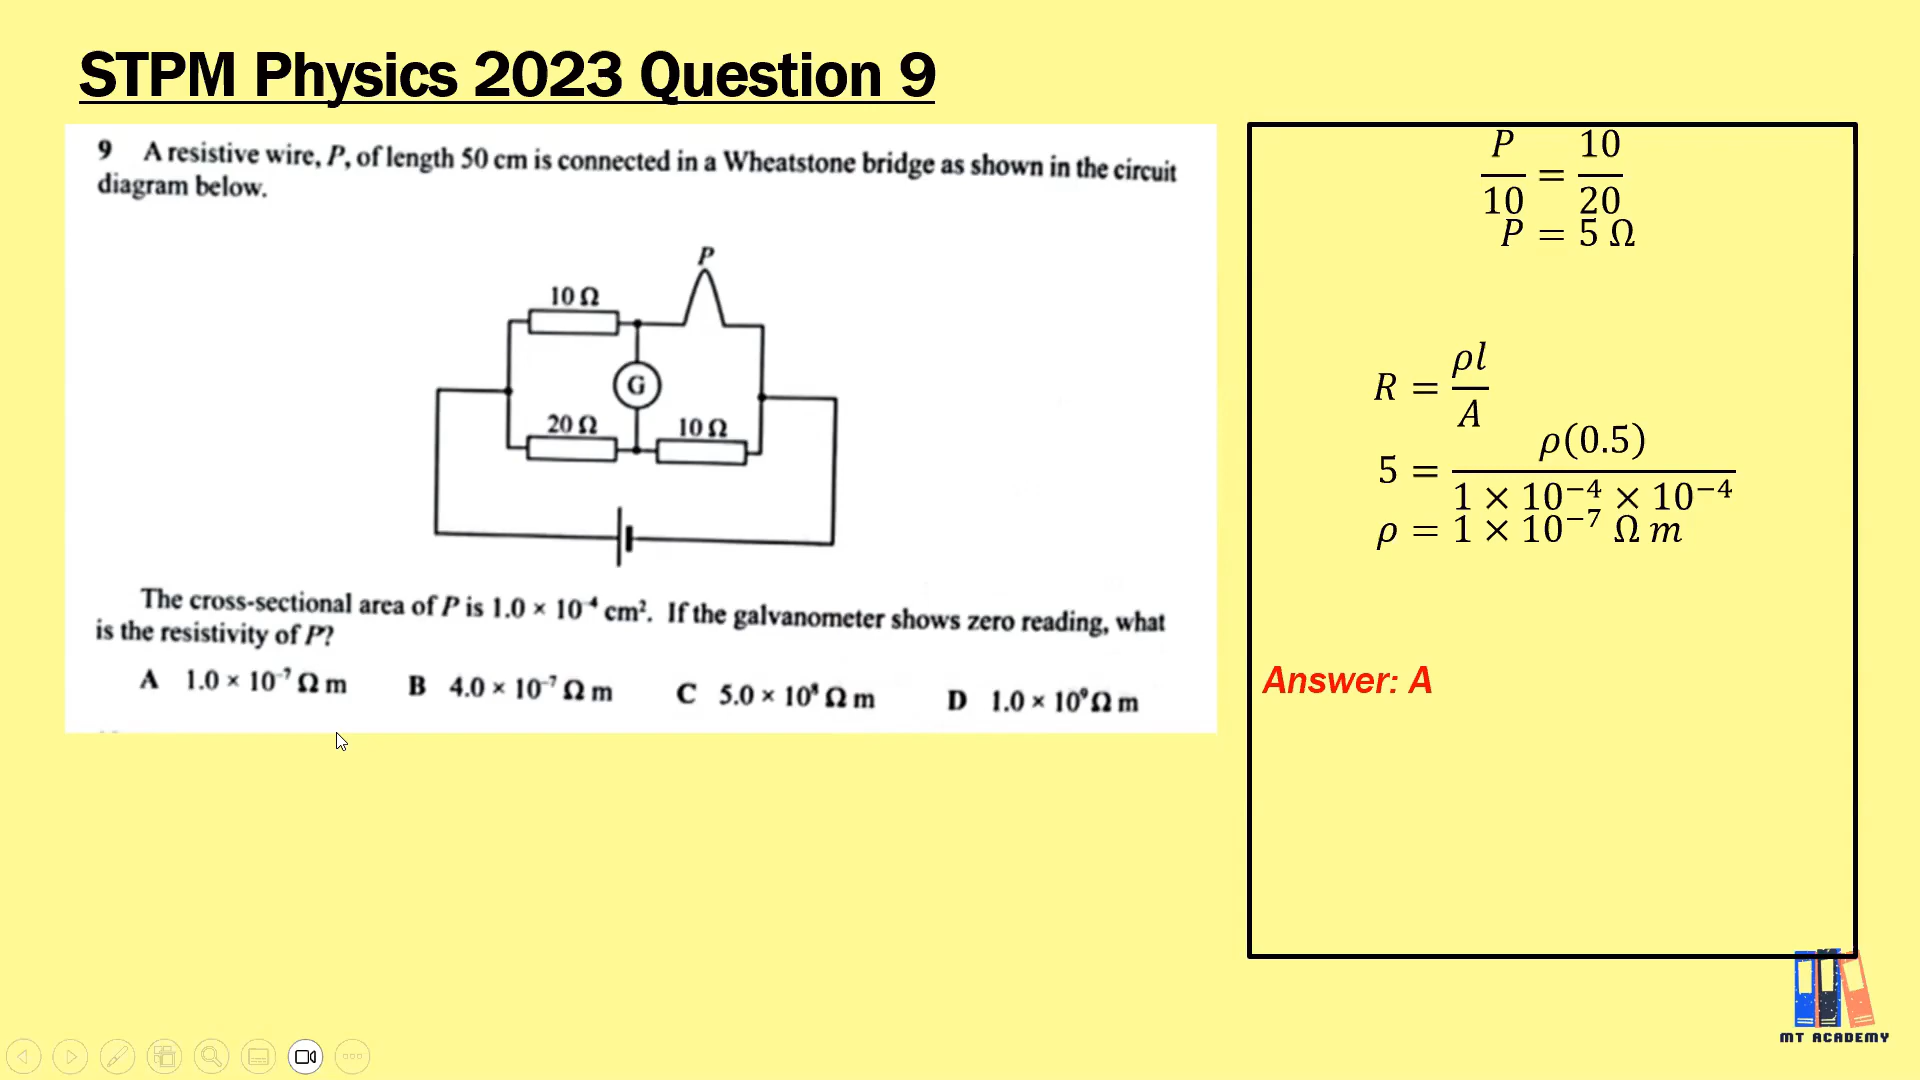 STPM Physics 2023 Question 9
9 A resistive wire, P, of length 50 cm is connected in a Wheatstone bridge as shown in the circuit
diagram below.
P
10 Ω
G
20 Ω
10 Ω
The cross-sectional area of P is 1.0 × 10⁻⁴ cm². If the galvanometer shows zero reading, what
is the resistivity of P?
A 1.0 × 10⁻⁷ Ω m B 4.0 × 10⁻⁷ Ω m C 5.0 × 10⁸ Ω m D 1.0 × 10⁹ Ω m
P/10 = 10/20
P = 5 Ω
R = ρl/A
5 = ρ(0.5)/1 × 10⁻⁴ × 10⁻⁴
ρ = 1 × 10⁻⁷ Ω m
Answer: A
MT ACADEMY